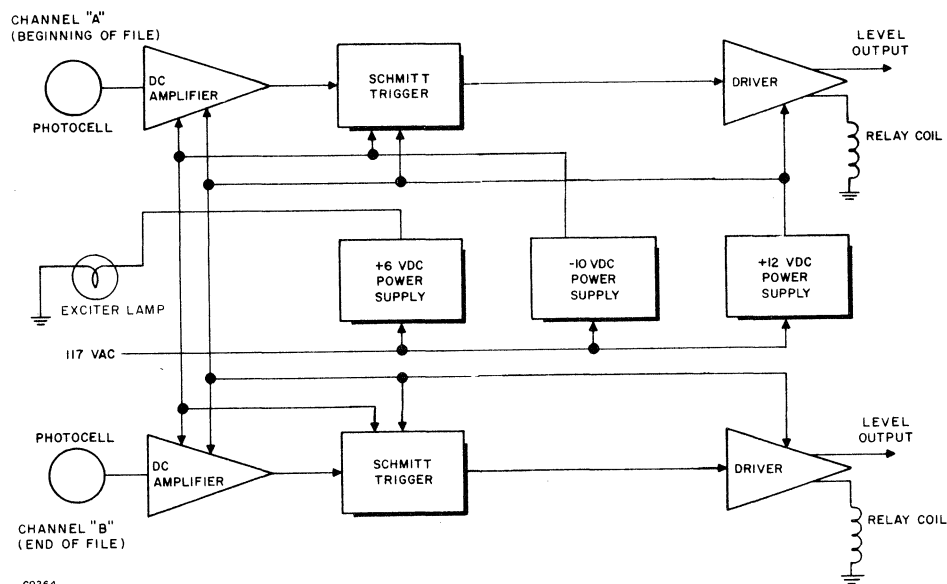 CHANNEL "A"
(BEGINNING OF FILE)
PHOTOCELL
DC
AMPLIFIER
SCHMITT
TRIGGER
DRIVER
LEVEL
OUTPUT
RELAY COIL
EXCITER LAMP
+6 VDC
POWER
SUPPLY
-10 VDC
POWER
SUPPLY
+12 VDC
POWER
SUPPLY
117 VAC
PHOTOCELL
CHANNEL "B"
(END OF FILE)
DC
AMPLIFIER
SCHMITT
TRIGGER
DRIVER
LEVEL
OUTPUT
RELAY COIL